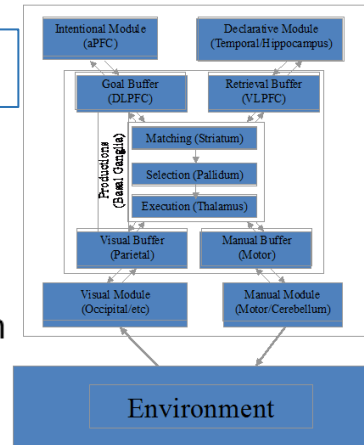 Intentional Module
(aPFC)
Declarative Module
(Temporal/Hippocampus)
Goal Buffer
(DLPFC)
Retrieval Buffer
(VLPFC)
Productions
(Basal Ganglia)
Matching (Striatum)
Selection (Pallidum)
Execution (Thalamus)
Visual Buffer
(Parietal)
Manual Buffer
(Motor)
Visual Module
(Occipital/etc)
Manual Module
(Motor/Cerebellum)
Environment